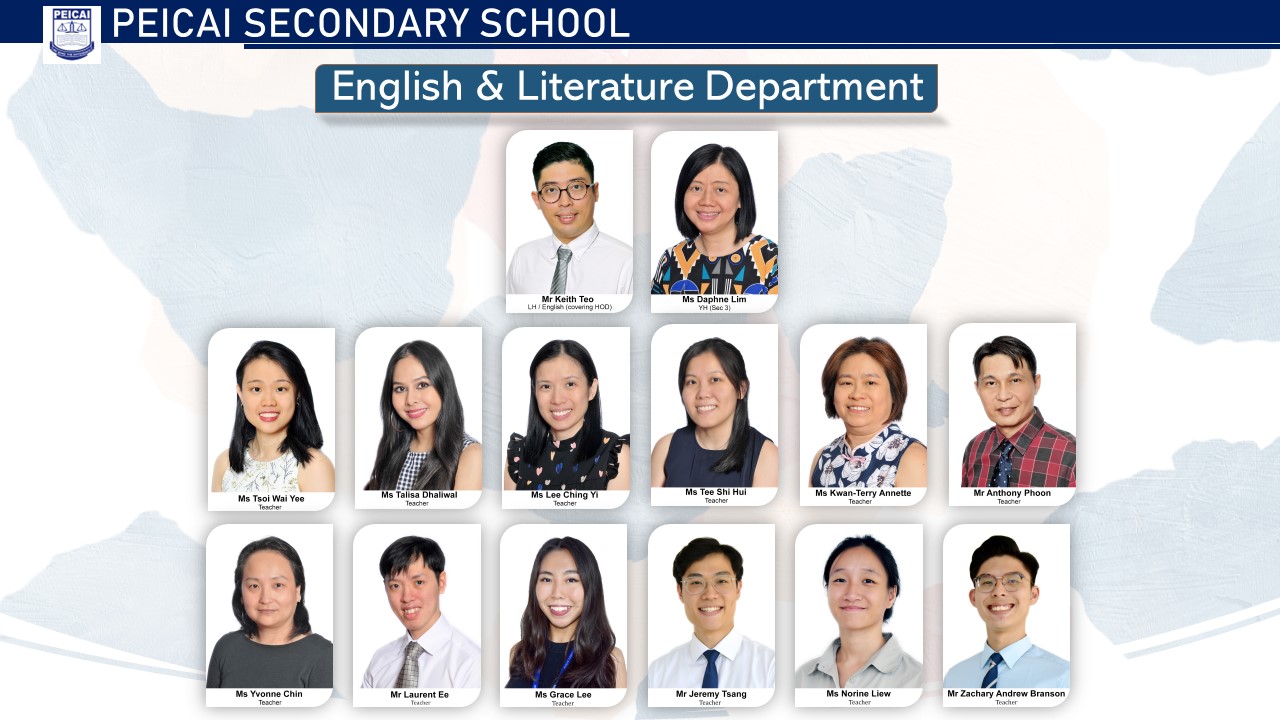 PEICAI
PEICAI SECONDARY SCHOOL
English & Literature Department
Mr Keith Teo
LH / English (covering HOD)
Ms Daphne Lim
YH (Sec 3)
Ms Tsoi Wai Yee
Teacher
Ms Talisa Dhaliwal
Teacher
Ms Lee Ching Yi
Teacher
Ms Tee Shi Hui
Teacher
Ms Kwan-Terry Annette
Teacher
Mr Anthony Phoon
Teacher
Ms Yvonne Chin
Teacher
Mr Laurent Ee
Teacher
Ms Grace Lee
Teacher
Mr Jeremy Tsang
Teacher
Ms Norine Liew
Teacher
Mr Zachary Andrew Branson
Teacher